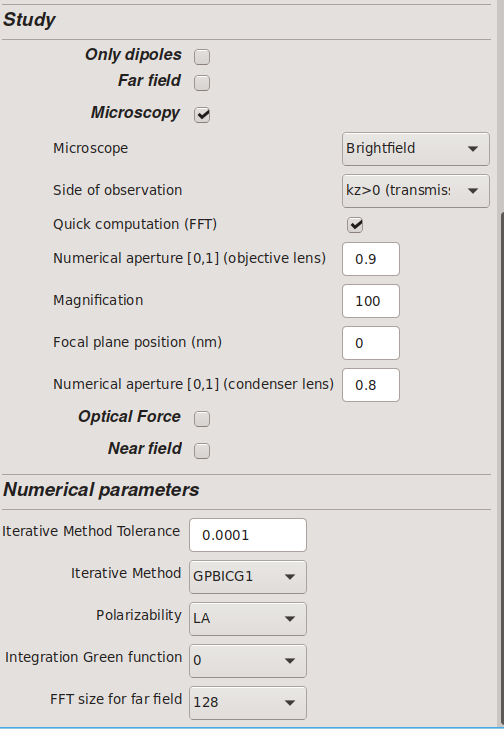 Study
Only dipoles
Far field
Microscopy
Microscope Brightfield
Side of observation kz>0 (transmis:
Quick computation (FFT)
Numerical aperture [0,1] (objective lens) 0.9
Magnification 100
Focal plane position (nm) 0
Numerical aperture [0,1] (condenser lens) 0.8
Optical Force
Near field
Numerical parameters
Iterative Method Tolerance 0.0001
Iterative Method GPBICG1
Polarizability LA
Integration Green function 0
FFT size for far field 128